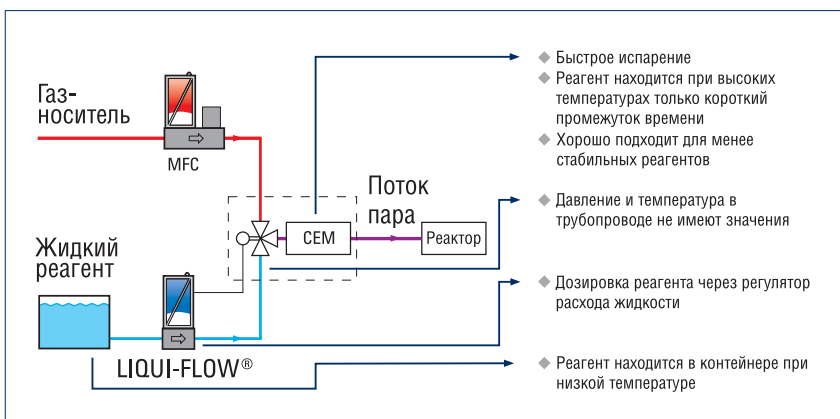 Газ-
носитель
MFC
Жидкий
реагент
LIQUI-FLOW®
CEM
Поток
пара
Реактор
◆ Быстрое испарение
◆ Реагент находится при высоких
температурах только короткий
промежуток времени
◆ Хорошо подходит для менее
стабильных реагентов
◆ Давление и температура в
трубопроводе не имеют значения
◆ Дозировка реагента через регулятор
расхода жидкости
◆ Реагент находится в контейнере при
низкой температуре